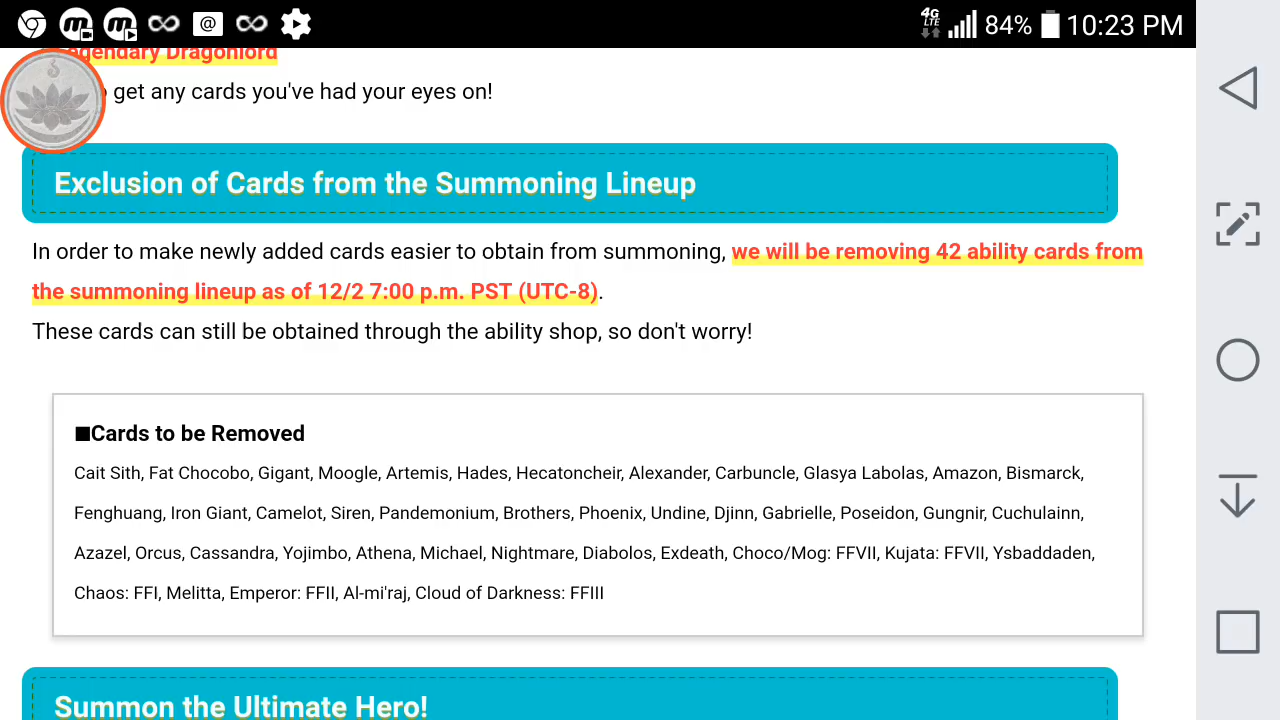 4G LTE 84% 10:23 PM
egendary Dragonlord
get any cards you've had your eyes on!
Exclusion of Cards from the Summoning Lineup
In order to make newly added cards easier to obtain from summoning, we will be removing 42 ability cards from
the summoning lineup as of 12/2 7:00 p.m. PST (UTC-8).
These cards can still be obtained through the ability shop, so don't worry!
■Cards to be Removed
Cait Sith, Fat Chocobo, Gigant, Moogle, Artemis, Hades, Hecatoncheir, Alexander, Carbuncle, Glasya Labolas, Amazon, Bismarck,
Fenghuang, Iron Giant, Camelot, Siren, Pandemonium, Brothers, Phoenix, Undine, Djinn, Gabrielle, Poseidon, Gungnir, Cuchulainn,
Azazel, Orcus, Cassandra, Yojimbo, Athena, Michael, Nightmare, Diabolos, Exdeath, Choco/Mog: FFVII, Kujata: FFVII, Ysbaddaden,
Chaos: FFI, Melitta, Emperor: FFII, Al-mi'raj, Cloud of Darkness: FFIII
Summon the Ultimate Hero!